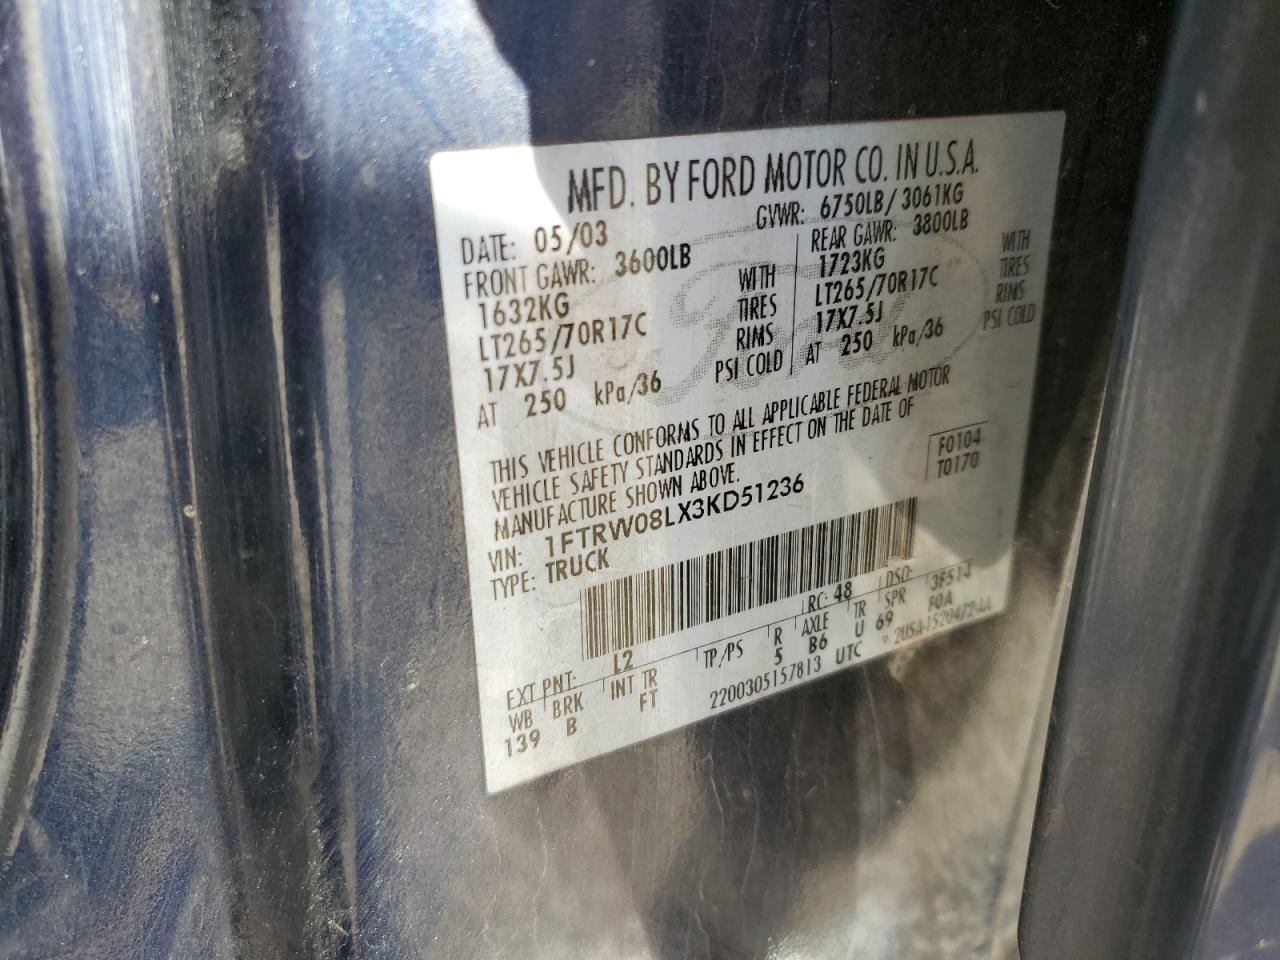 MFD. BY FORD MOTOR CO. IN U.S.A.
DATE: 05/03 GVWR: 6750LB/3061KG
FRONT GAWR: 3600LB REAR GAWR: 3800LB
1632KG WITH 1723KG WITH
LT265/70R17C TIRES LT265/70R17C TIRES
17X7.5J RIMS 17X7.5J RIMS
AT 250 kPa/36 PSI COLD AT 250 kPa/36 PSI COLD
THIS VEHICLE CONFORMS TO ALL APPLICABLE FEDERAL MOTOR
VEHICLE SAFETY STANDARDS IN EFFECT ON THE DATE OF
MANUFACTURE SHOWN ABOVE.
F0104
T0170
VIN: 1FTRW08LX3KD51236
TYPE: TRUCK
EXT PNT: L2 RC: 48 DSO:
WB BRK INT TR TP/PS R AXLE TR SPR
139 B FT 5 B6 U 69 FOA
2200305157813 UTC